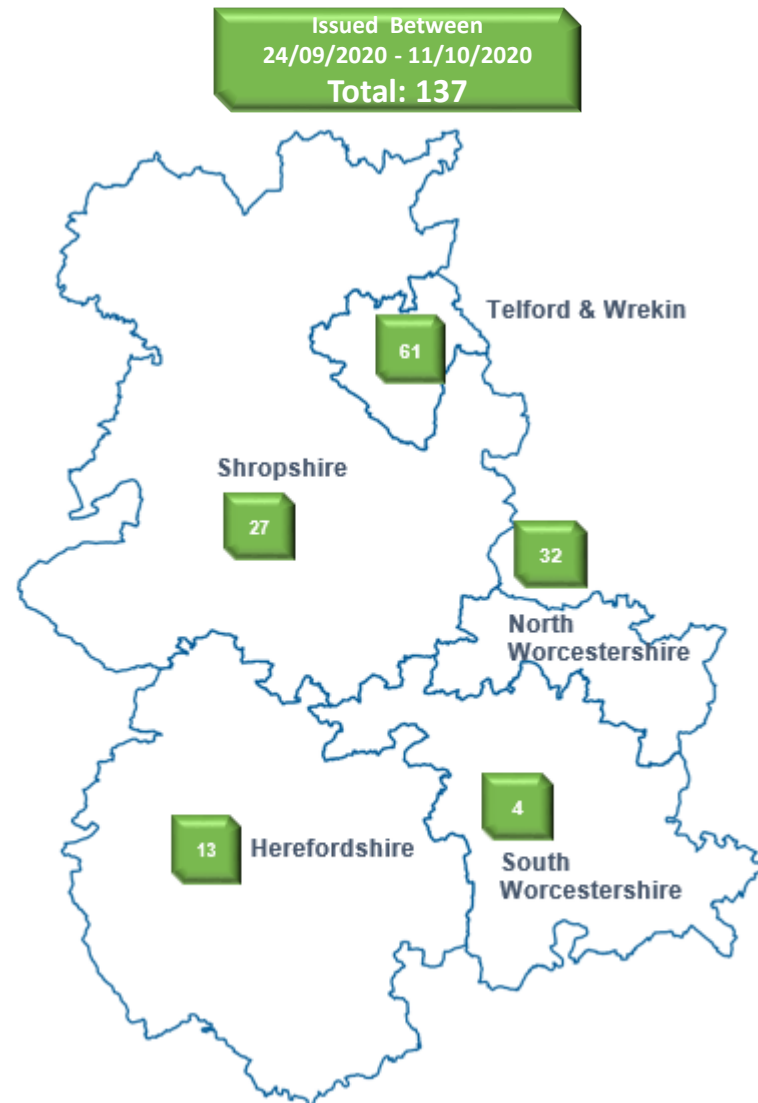 Issued Between
24/09/2020 - 11/10/2020
Total: 137
Telford & Wrekin
61
Shropshire
27
32
North
Worcestershire
4
13
Herefordshire
South
Worcestershire